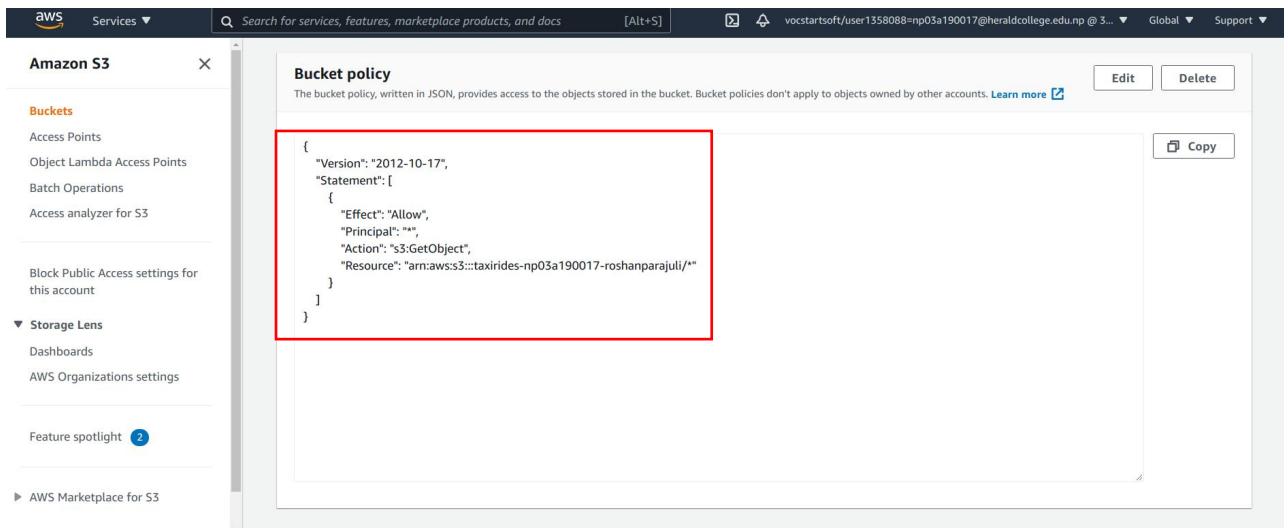 aws Services ▼ Search for services, features, marketplace products, and docs [Alt+S] vocstartsoft/user1358088=np03a190017@heraldcollege.edu.np @ 3... ▼ Global ▼ Support ▼
Amazon S3
Buckets
Access Points
Object Lambda Access Points
Batch Operations
Access analyzer for S3
Block Public Access settings for
this account
▼ Storage Lens
Dashboards
AWS Organizations settings
Feature spotlight 2
▶ AWS Marketplace for S3
Bucket policy
The bucket policy, written in JSON, provides access to the objects stored in the bucket. Bucket policies don't apply to objects owned by other accounts. Learn more
Edit
Delete
Copy
{
"Version": "2012-10-17",
"Statement": [
{
"Effect": "Allow",
"Principal": "*",
"Action": "s3:GetObject",
"Resource": "arn:aws:s3:::taxirides-np03a190017-roshanparajuli/*"
}
]
}